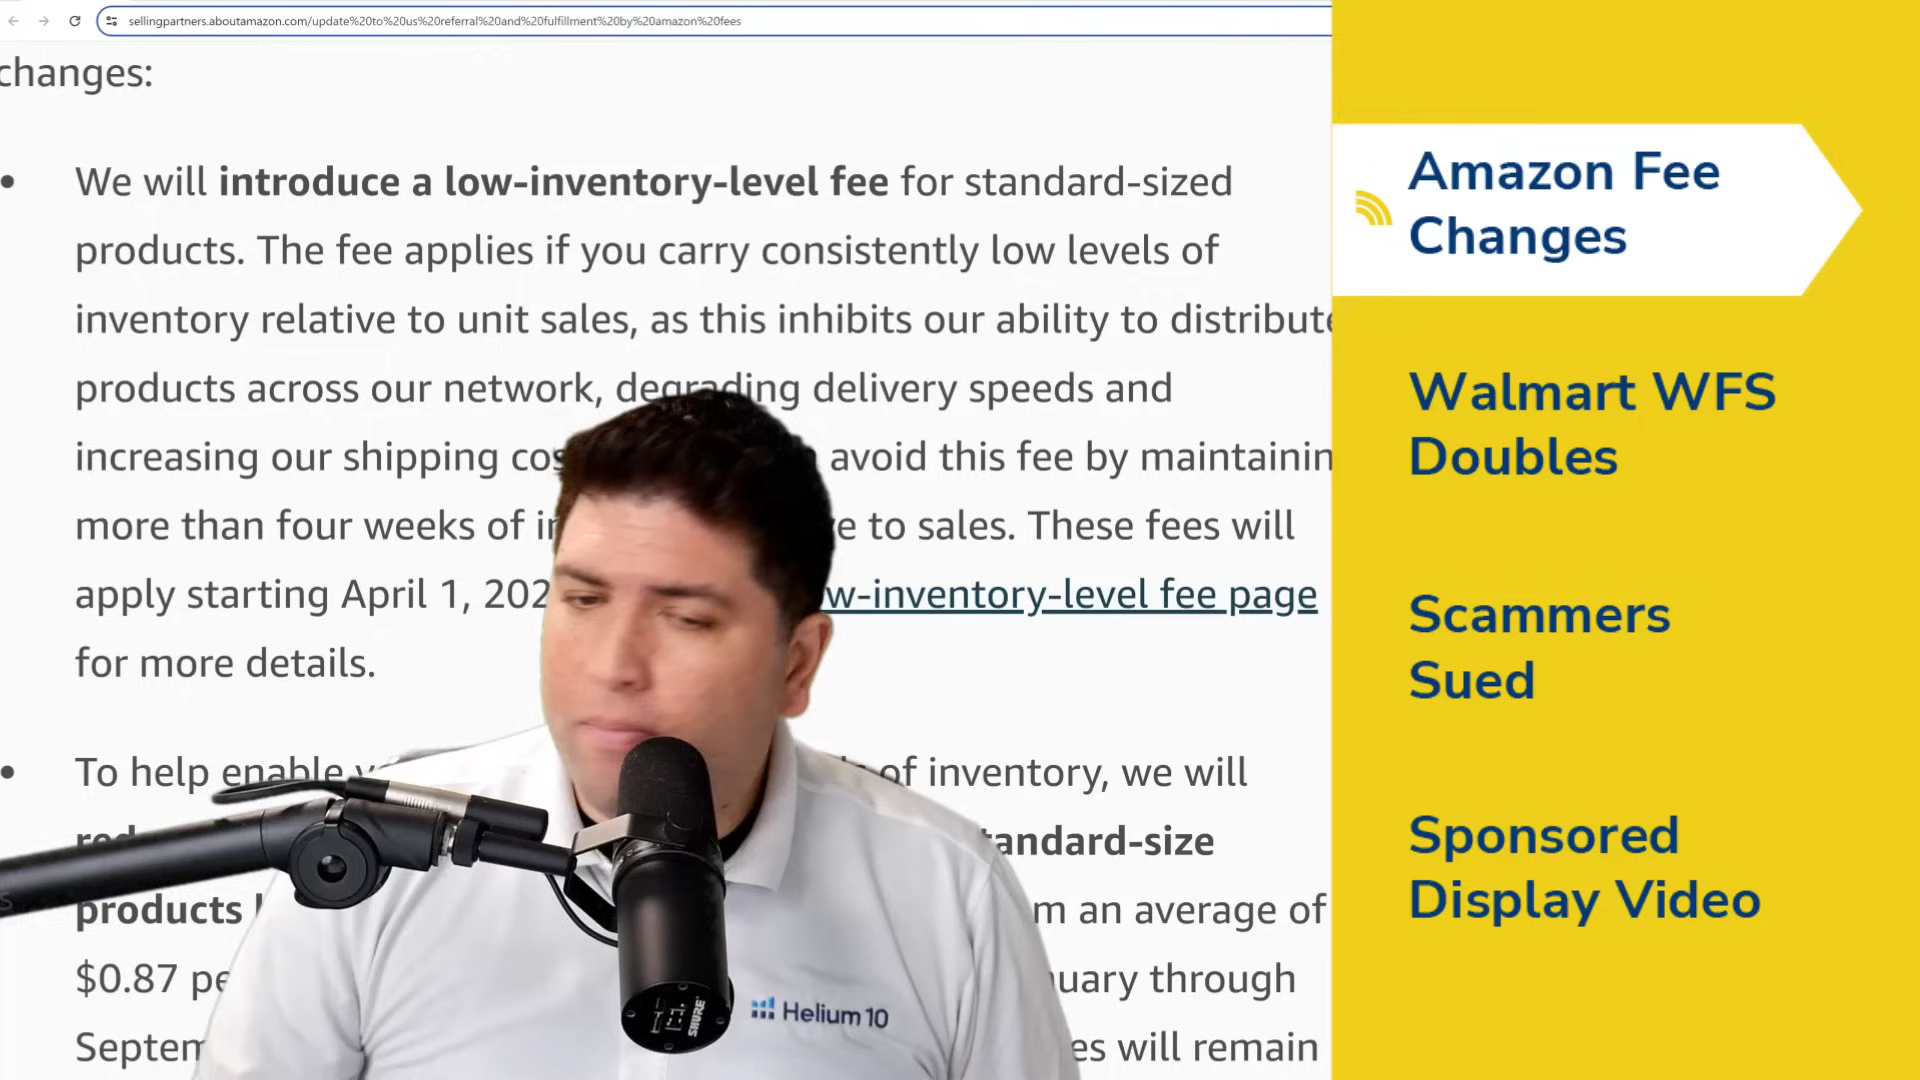 sellingpartners.aboutamazon.com/update%20to%20us%20referral%20and%20fulfillment%20by%20amazon%20fees
changes:
• We will introduce a low-inventory-level fee for standard-sized
products. The fee applies if you carry consistently low levels of
inventory relative to unit sales, as this inhibits our ability to distribute
products across our network, degrading delivery speeds and
increasing our shipping cos avoid this fee by maintainin
more than four weeks of in e to sales. These fees will
apply starting April 1, 202 w-inventory-level fee page
for more details.
• To help enable of inventory, we will
standard-size
products m an average of
$0.87 pe nuary through
Septem es will remain
Amazon Fee
Changes
Walmart WFS
Doubles
Scammers
Sued
Sponsored
Display Video
Helium 10
SHURE